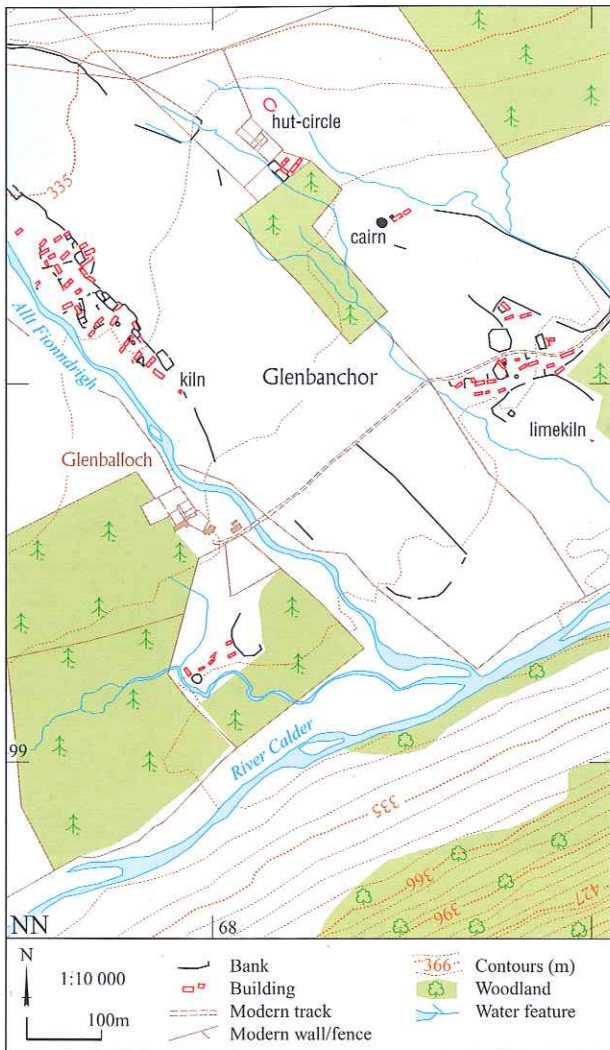 hut-circle
335
cairn
Allt Fionndrigh
kiln
Glenbanchor
limekiln
Glenballoch
99
River Calder
335
366
396
427
NN
68
N
1:10 000
100m
Bank
Building
Modern track
Modern wall/fence
366 Contours (m)
Woodland
Water feature